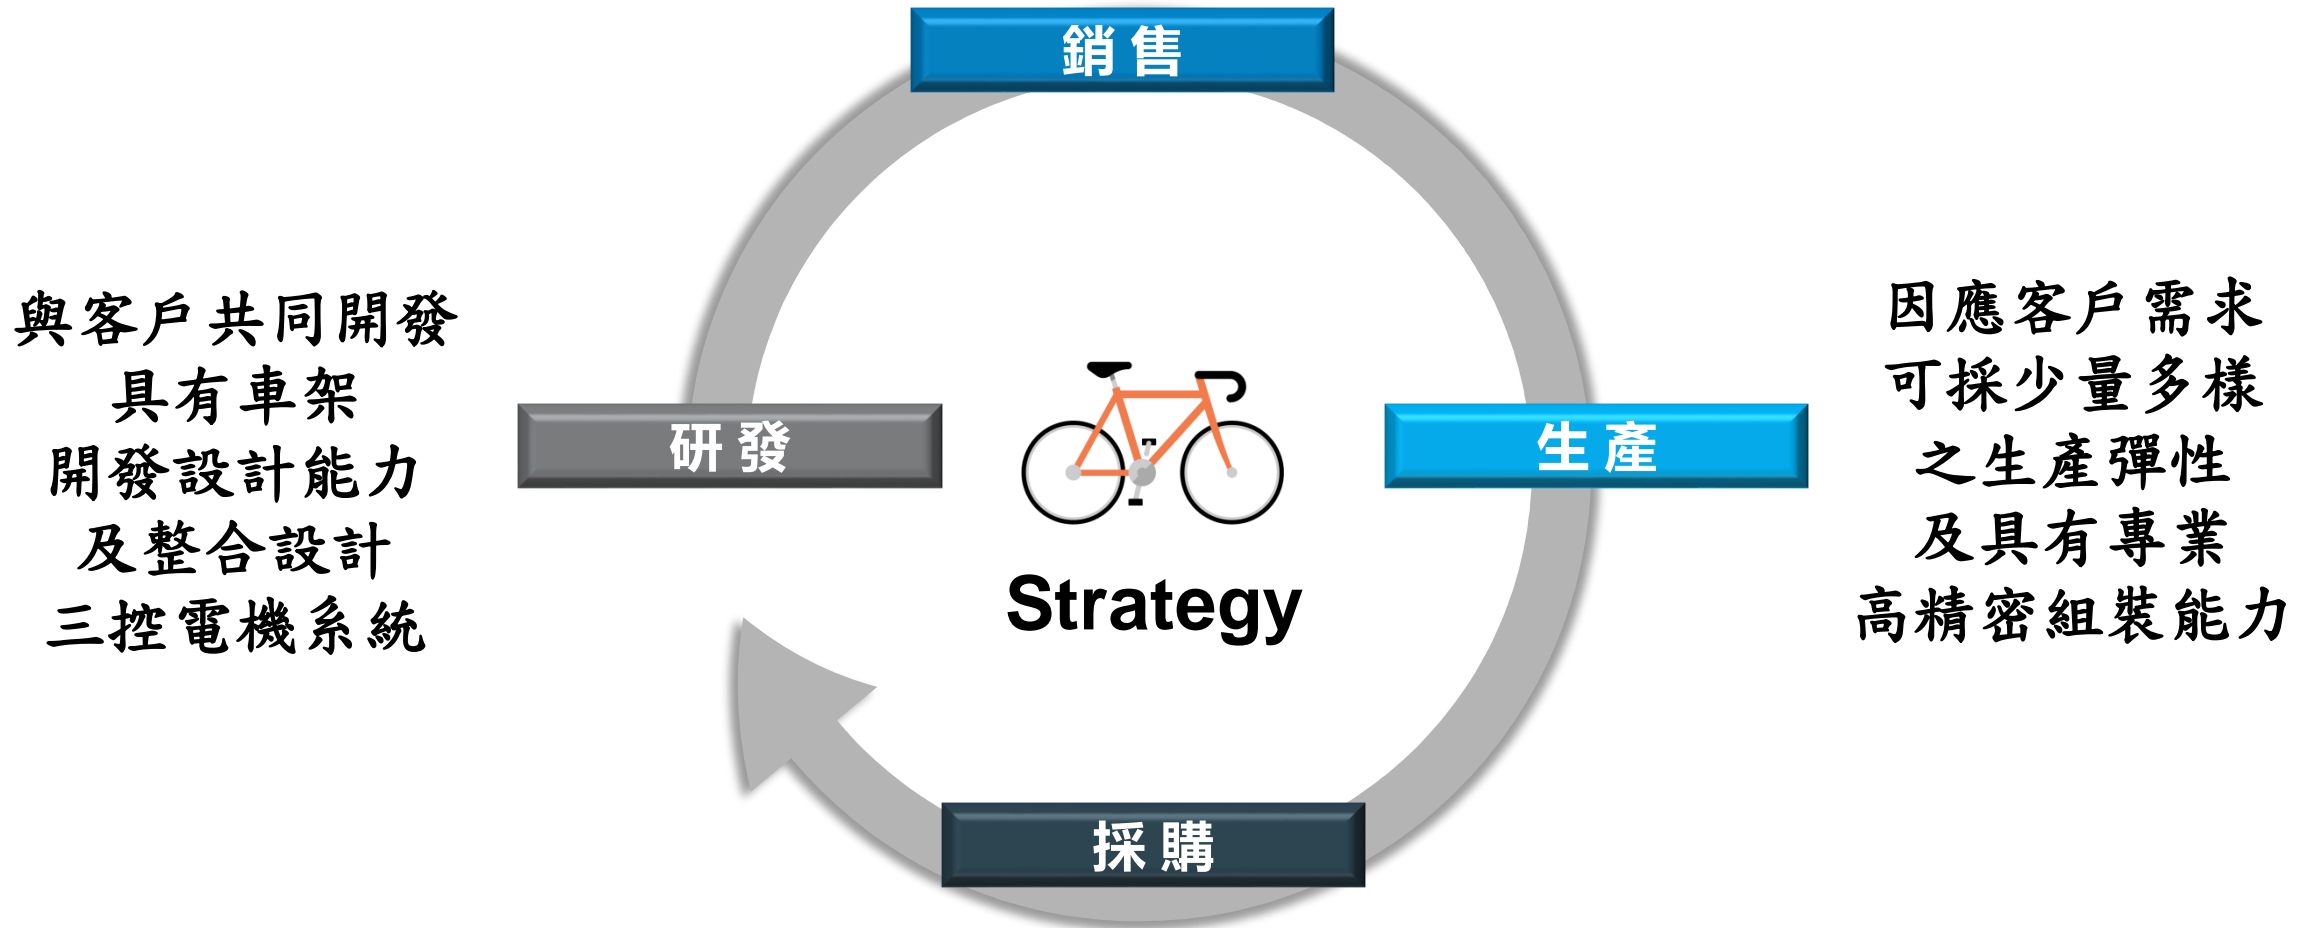 銷售
與客戶共同開發
具有車架
開發設計能力
及整合設計
三控電機系統
研發
Strategy
生產
因應客戶需求
可採少量多樣
之生產彈性
及具有專業
高精密組裝能力
採購